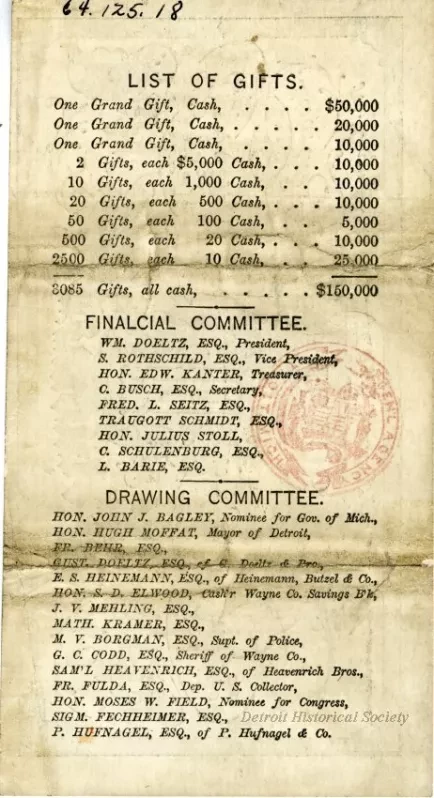 64.125.18
LIST OF GIFTS.
One Grand Gift, Cash, . . . . $50,000
One Grand Gift, Cash, . . . . . 20,000
One Grand Gift, Cash, . . . . 10,000
2 Gifts, each $5,000 Cash, . . . 10,000
10 Gifts, each 1,000 Cash, . . 10,000
20 Gifts, each 500 Cash, . . . 10,000
50 Gifts, each 100 Cash, . . 5,000
500 Gifts, each 20 Cash, . . . 10,000
2500 Gifts, each 10 Cash, . . 25,000
3085 Gifts, all cash, . . . . . . $150,000
FINALCIAL COMMITTEE.
WM. DOELTZ, ESQ., President,
S. ROTHSCHILD, ESQ., Vice President,
HON. EDW. KANTER, Treasurer,
C. BUSCH, ESQ., Secretary,
FRED. L. SEITZ, ESQ.,
TRAUGOTT SCHMIDT, ESQ.,
HON. JULIUS STOLL,
C. SCHULENBURG, ESQ.,
L. BARIE, ESQ.
DRAWING COMMITTEE.
HON. JOHN J. BAGLEY, Nominee for Gov. of Mich.,
HON. HUGH MOFFAT, Mayor of Detroit,
FR. BEHR, ESQ.,
GUST. DOELTZ, ESQ., of G. Doeltz & Bro.,
E. S. HEINEMANN, ESQ., of Heinemann, Butzel & Co.,
HON. S. D. ELWOOD, Cash'r Wayne Co. Savings B'k,
J. V. MEHLING, ESQ.,
MATH. KRAMER, ESQ.,
M. V. BORGMAN, ESQ., Supt. of Police,
G. C. CODD, ESQ., Sheriff of Wayne Co.,
SAM'L HEAVENRICH, ESQ., of Heavenrich Bros.,
FR. FULDA, ESQ., Dep. U. S. Collector,
HON. MOSES W. FIELD, Nominee for Congress,
SIGM. FECHHEIMER, ESQ., Detroit Historical Society
P. HUFNAGEL, ESQ., of P. Hufnagel & Co.